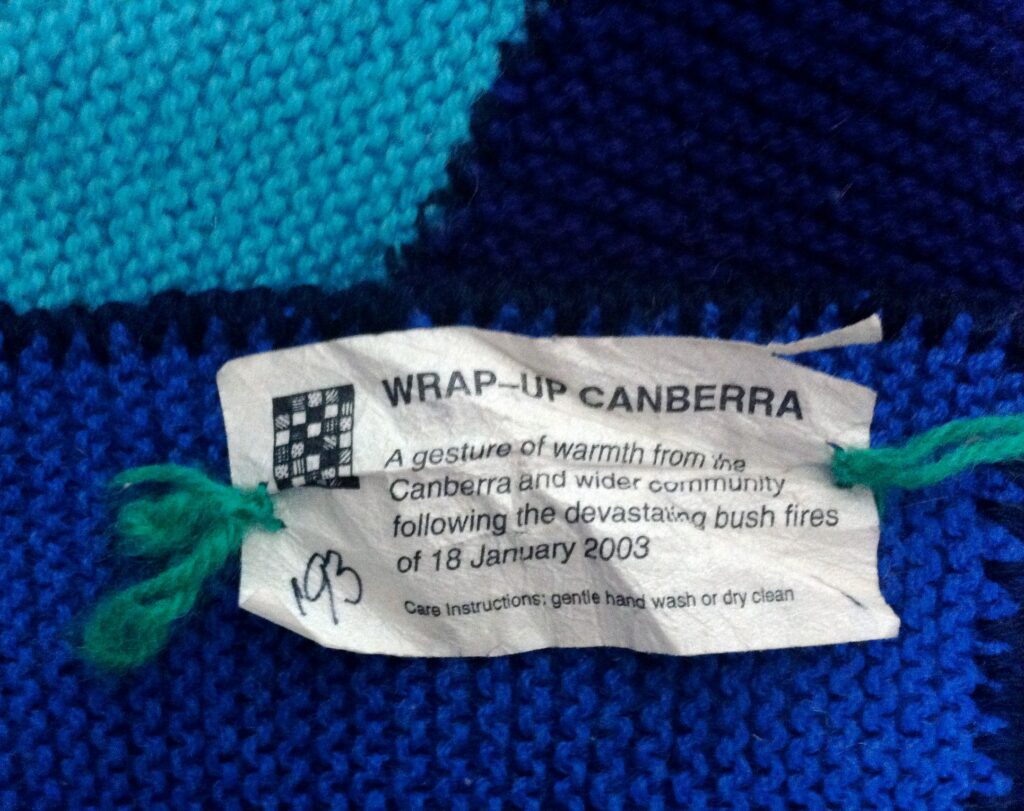 WRAP-UP CANBERRA
A gesture of warmth from the
Canberra and wider community
following the devastating bush fires
of 18 January 2003
193
Care Instructions: gentle hand wash or dry clean